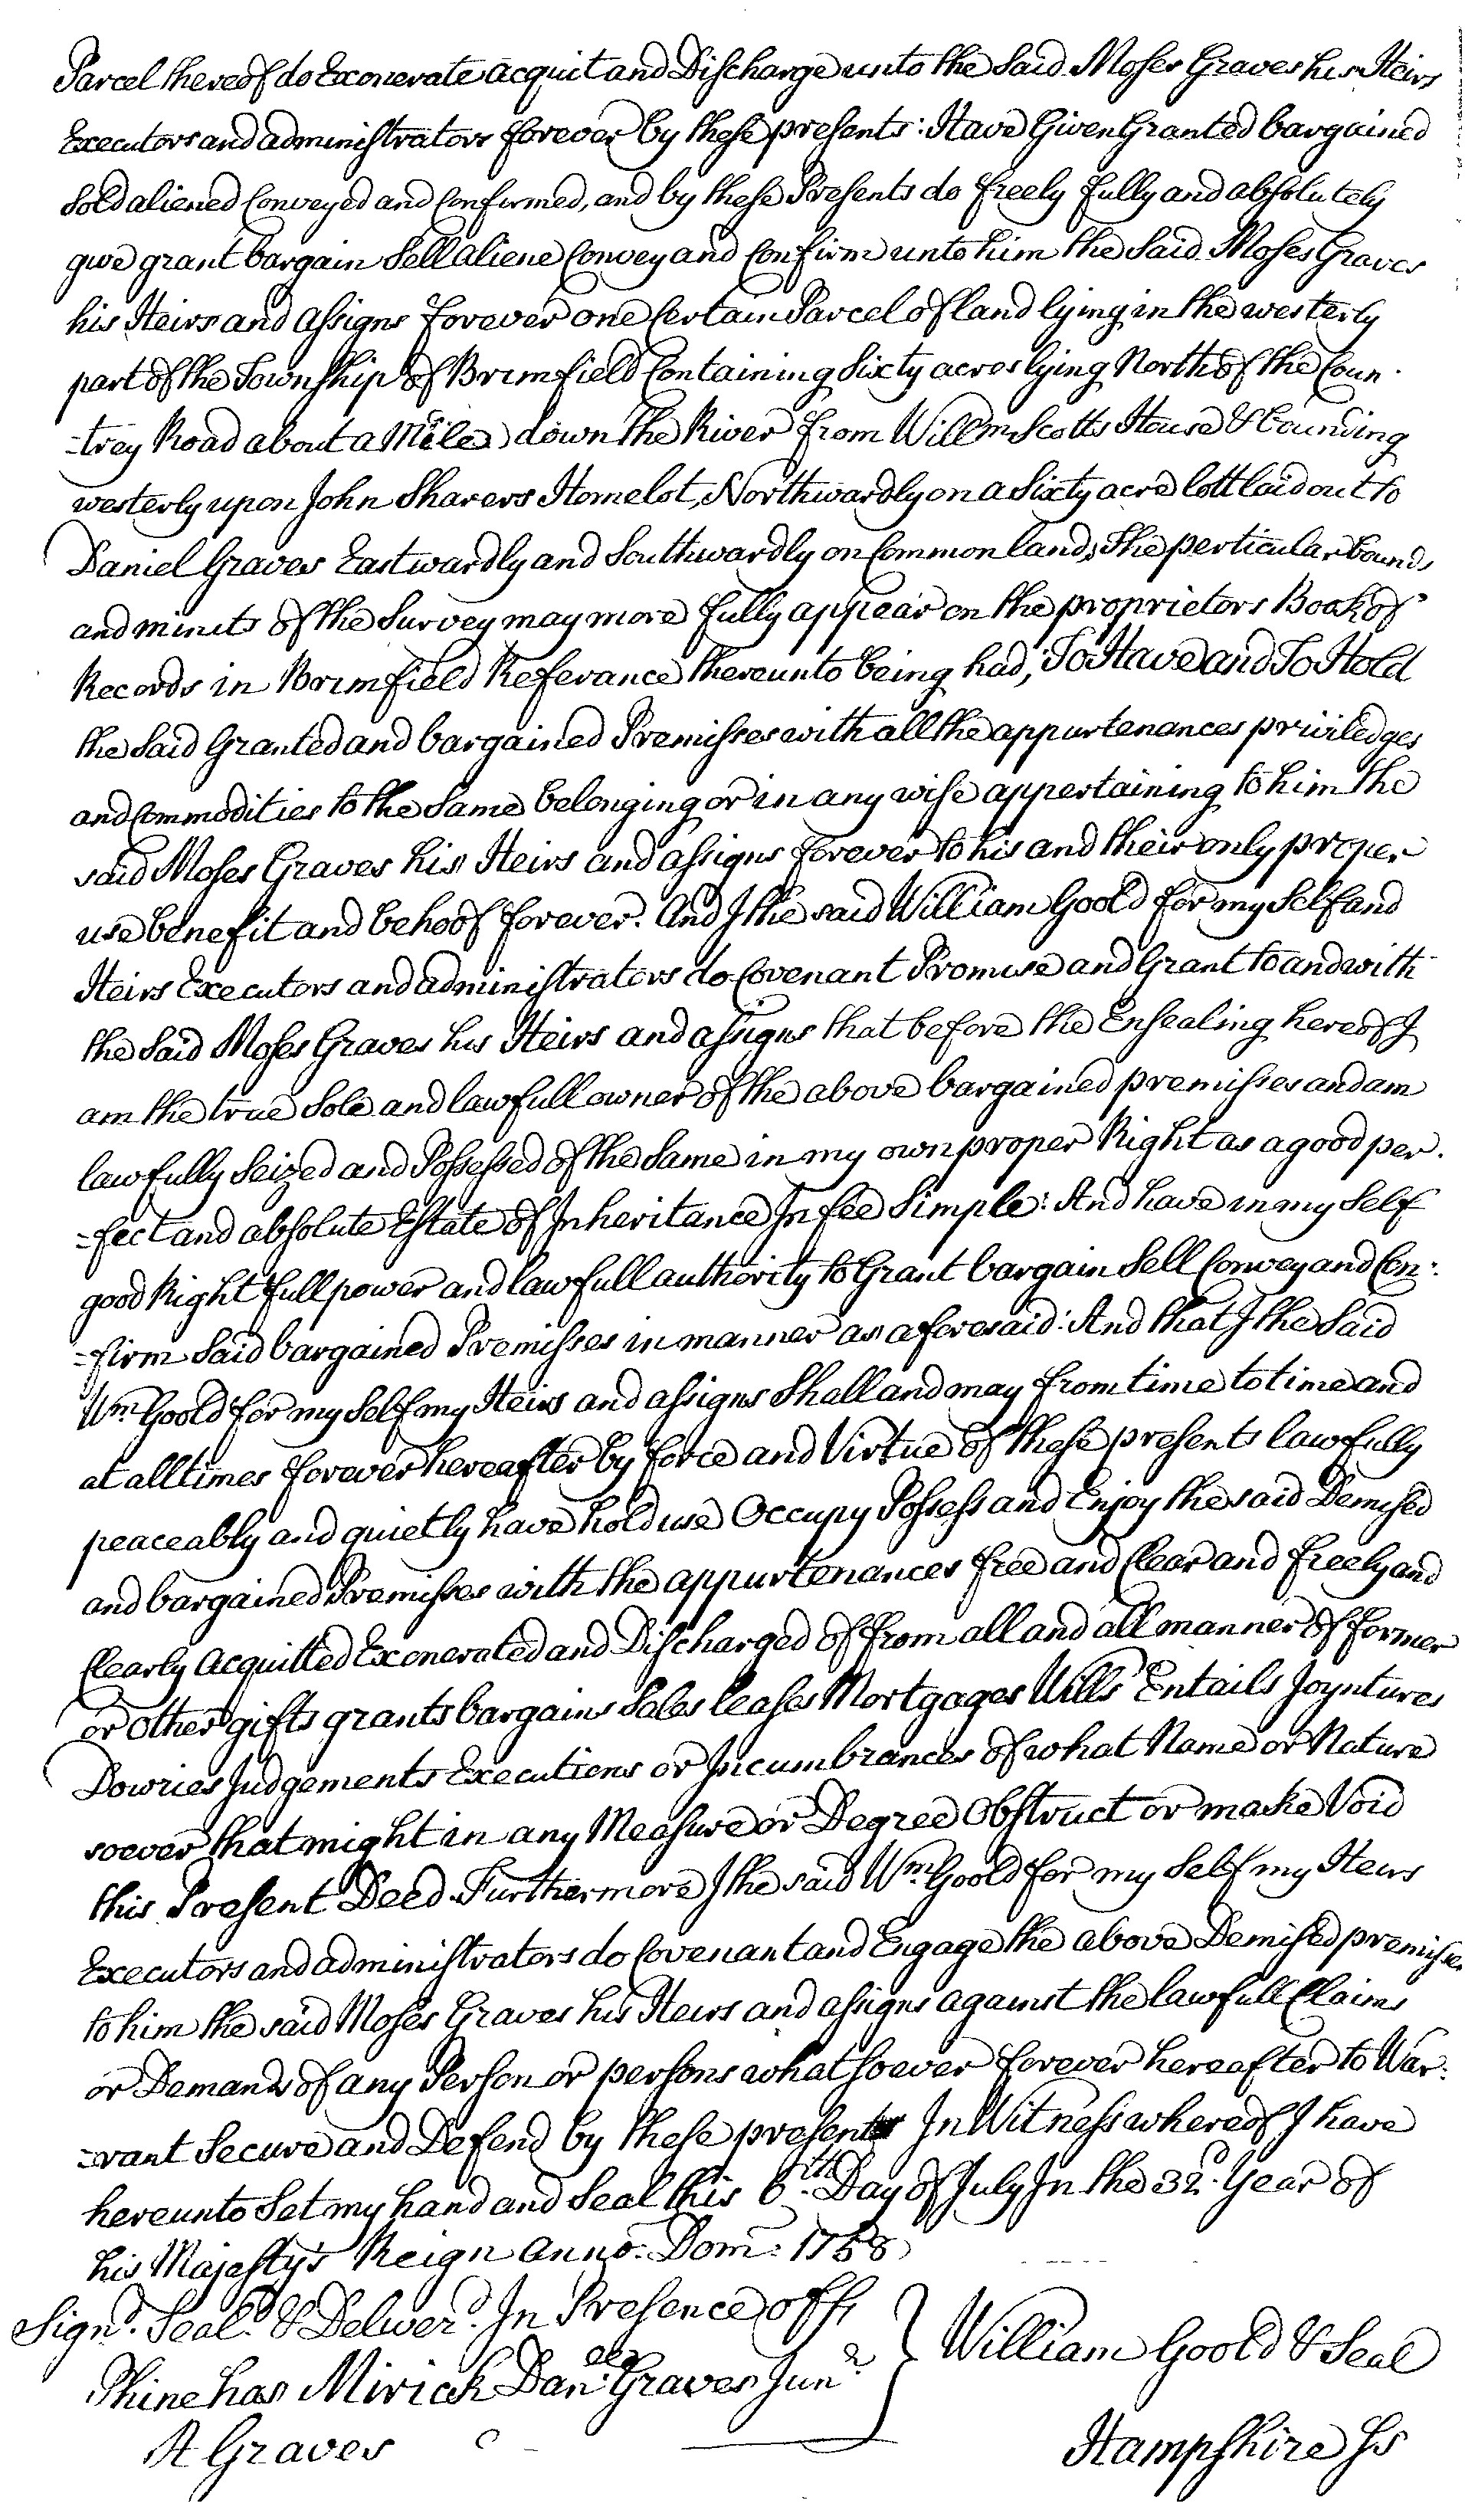 Parcel thereof do Exonerate acquit and Discharge unto the Said Moses Graves his Heirs
Executors and administrators forever by these presents: Have Given Granted bargained
Sold aliened Conveyed and Confirmed, and by these Presents do freely fully and absolutely
give grant bargain Sell aliene Convey and Confirm unto him the Said Moses Graves
his Heirs and assigns forever one Certain Parcel of land lying in the westerly
part of the Township of Brimfield Containing Sixty acres lying North of the Coun-
-trey Road about a Mile down the River from Willm Scotts House & bounding
westerly upon John Sharers Homelot, Northwardly on a Sixty acre lott laid out to
Daniel Graves Eastwardly and Southwardly on Common land, The perticular bounds
and minits of the Survey may more fully appear on the proprietors Book of
Records in Brimfield Referance thereunto being had; To Have and To Hold
the Said Granted and bargained Premisses with all the appurtenances priviledges
and Commodities to the Same belonging or in any wise appertaining to him the
said Moses Graves his Heirs and assigns forever to his and their only proper
use benefit and behoof forever. And I the said William Goold for my Self and
Heirs Executors and administrators do Covenant Promise and Grant to and with
the Said Moses Graves his Heirs and assigns that before the Ensealing hereof I
am the true Sole and lawfull owner of the above bargained premisses and am
lawfully Seized and Possessed of the Same in my own proper Right as a good per-
-fect and absolute Estate of Inheritance In fee Simple: And have in my Self
good Right full power and lawfull authority to Grant bargain Sell Convey and Con-
-firm Said bargained Premisses in manner as aforesaid: And that I the Said
Wm. Goold for my Self my Heirs and assigns Shall and may from time to time and
at all times forever hereafter by force and Virtue of these presents lawfully
peaceably and quietly have hold use Occupy Possess and Enjoy the said Demised
and bargained Premisses with the appurtenances free and Clear and freely and
Clearly Acquitted Exonerated and Discharged of from all and all manner of former
or other gifts grants bargains Sales leases Mortgages Wills Entails Joyntures
Dowries Judgements Executions or Incumbrances of what Name or Nature
soever that might in any Measure or Degree Obstruct or make Void
this Present Deed. Furthermore I the said Wm. Goold for my Self my Heirs
Executors and administrators do Covenant and Engage the above Demised premisses
to him the said Moses Graves his Heirs and assigns against the lawfull Claims
or Demands of any Person or persons whatsoever forever hereafter to War-
-rant Secure and Defend by these presents In Witness whereof I have
hereunto Set my hand and Seal this 6th. Day of July In the 32d. Year of
his Majesty's Reign Anno. Dom: 1758
Signd. Seald. & Deliverd. In Presence off
Phinehas Mirick Danel. Graves Junr. } William Goold & Seal
A Graves
Hampshire Ss